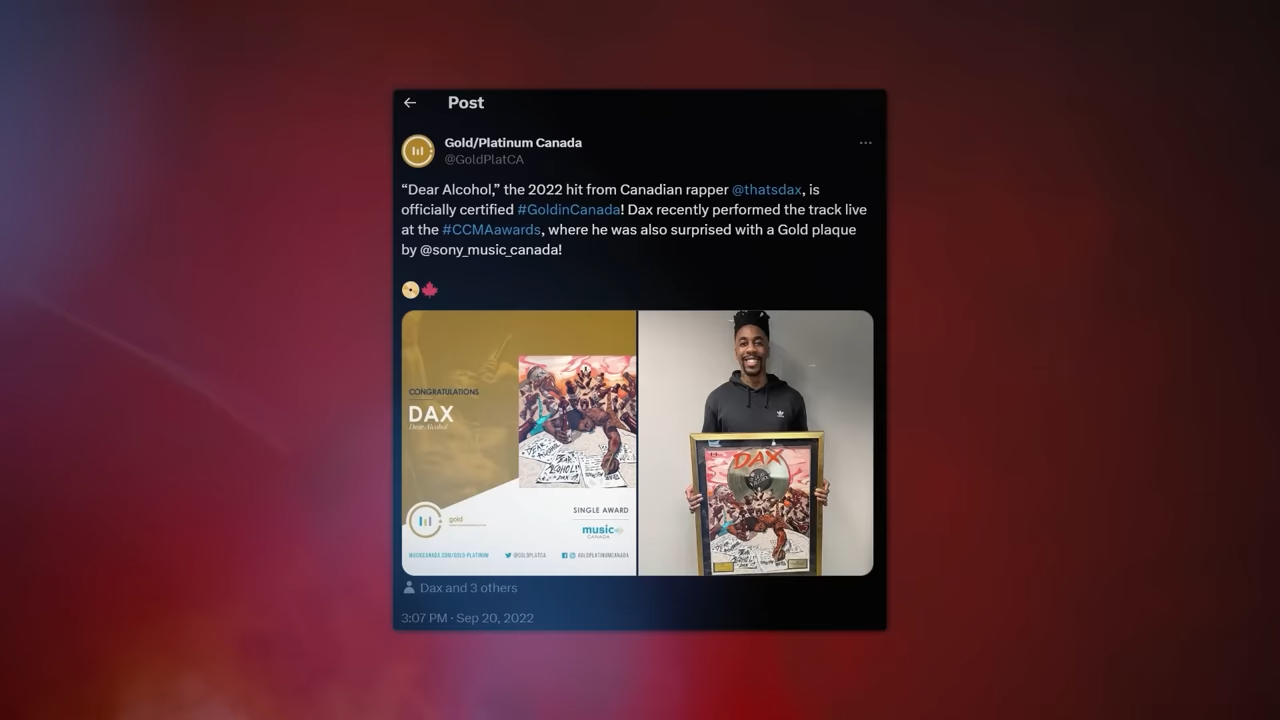 Post
Gold/Platinum Canada
@GoldPlatCA
“Dear Alcohol,” the 2022 hit from Canadian rapper @thatsdax, is
officially certified #GoldinCanada! Dax recently performed the track live
at the #CCMAawards, where he was also surprised with a Gold plaque
by @sony_music_canada!
CONGRATULATIONS
DAX
Dear Alcohol
gold
SINGLE AWARD
music
CANADA
MUSICCANADA.COM/GOLD-PLATINUM
@GOLDPLATCA
GOLDPLATINUMCANADA
DAX
Dax and 3 others
3:07 PM · Sep 20, 2022